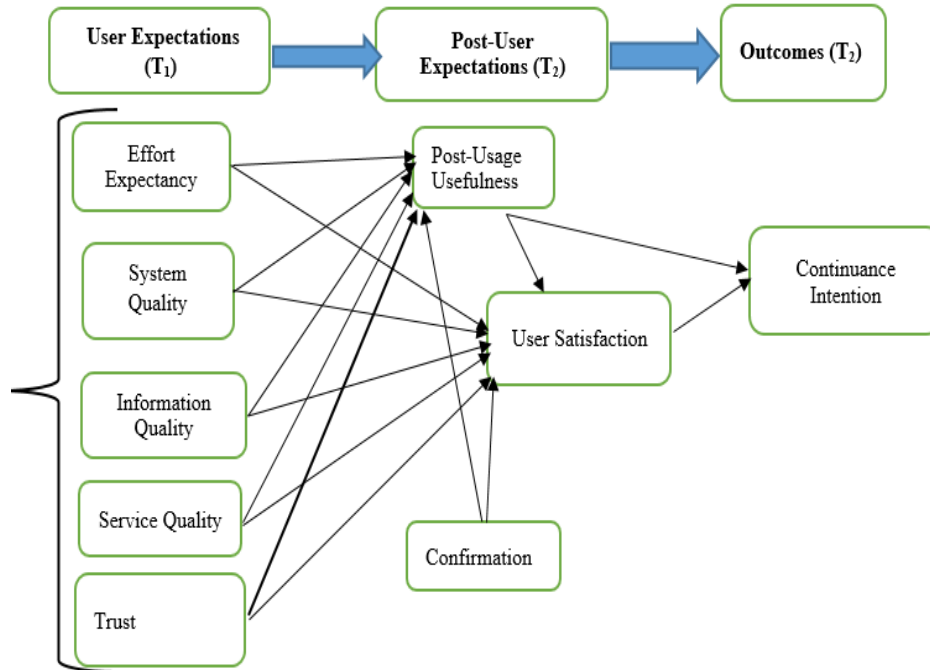 User Expectations
(T₁)
Post-User
Expectations (T₂)
Outcomes (T₂)
Effort
Expectancy
Post-Usage
Usefulness
System
Quality
Continuance
Intention
User Satisfaction
Information
Quality
Service Quality
Confirmation
Trust